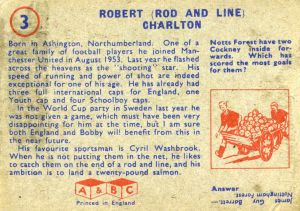 3
ROBERT (ROD AND LINE)
CHARLTON
Born in Ashington, Northumberland. One of a
great family of football players he joined Man-
chester United in August 1953. Last year he flashed
across the heavens as the "shooting" star. His
speed of running and power of shot are indeed
exceptional for one of his age. He has already had
three full international caps for England, one
Youth cap and four Schoolboy caps.
In the World Cup party in Sweden last year he
was not given a game, which must have been very
disappointing for him at the time, but I am sure
both England and Bobby will benefit from this in
the near future.
His favourite sportsman is Cyril Washbrook.
When he is not putting them in the net, he likes
to catch them on the end of a rod and line, and his
ambition is to land a twenty-pound salmon.
A & B C
Printed in England
Notts Forest have two
Cockney inside for-
wards. Which has
scored the most goals
for them?
Answer
James Guy Barrett—
Nottingham Forest.